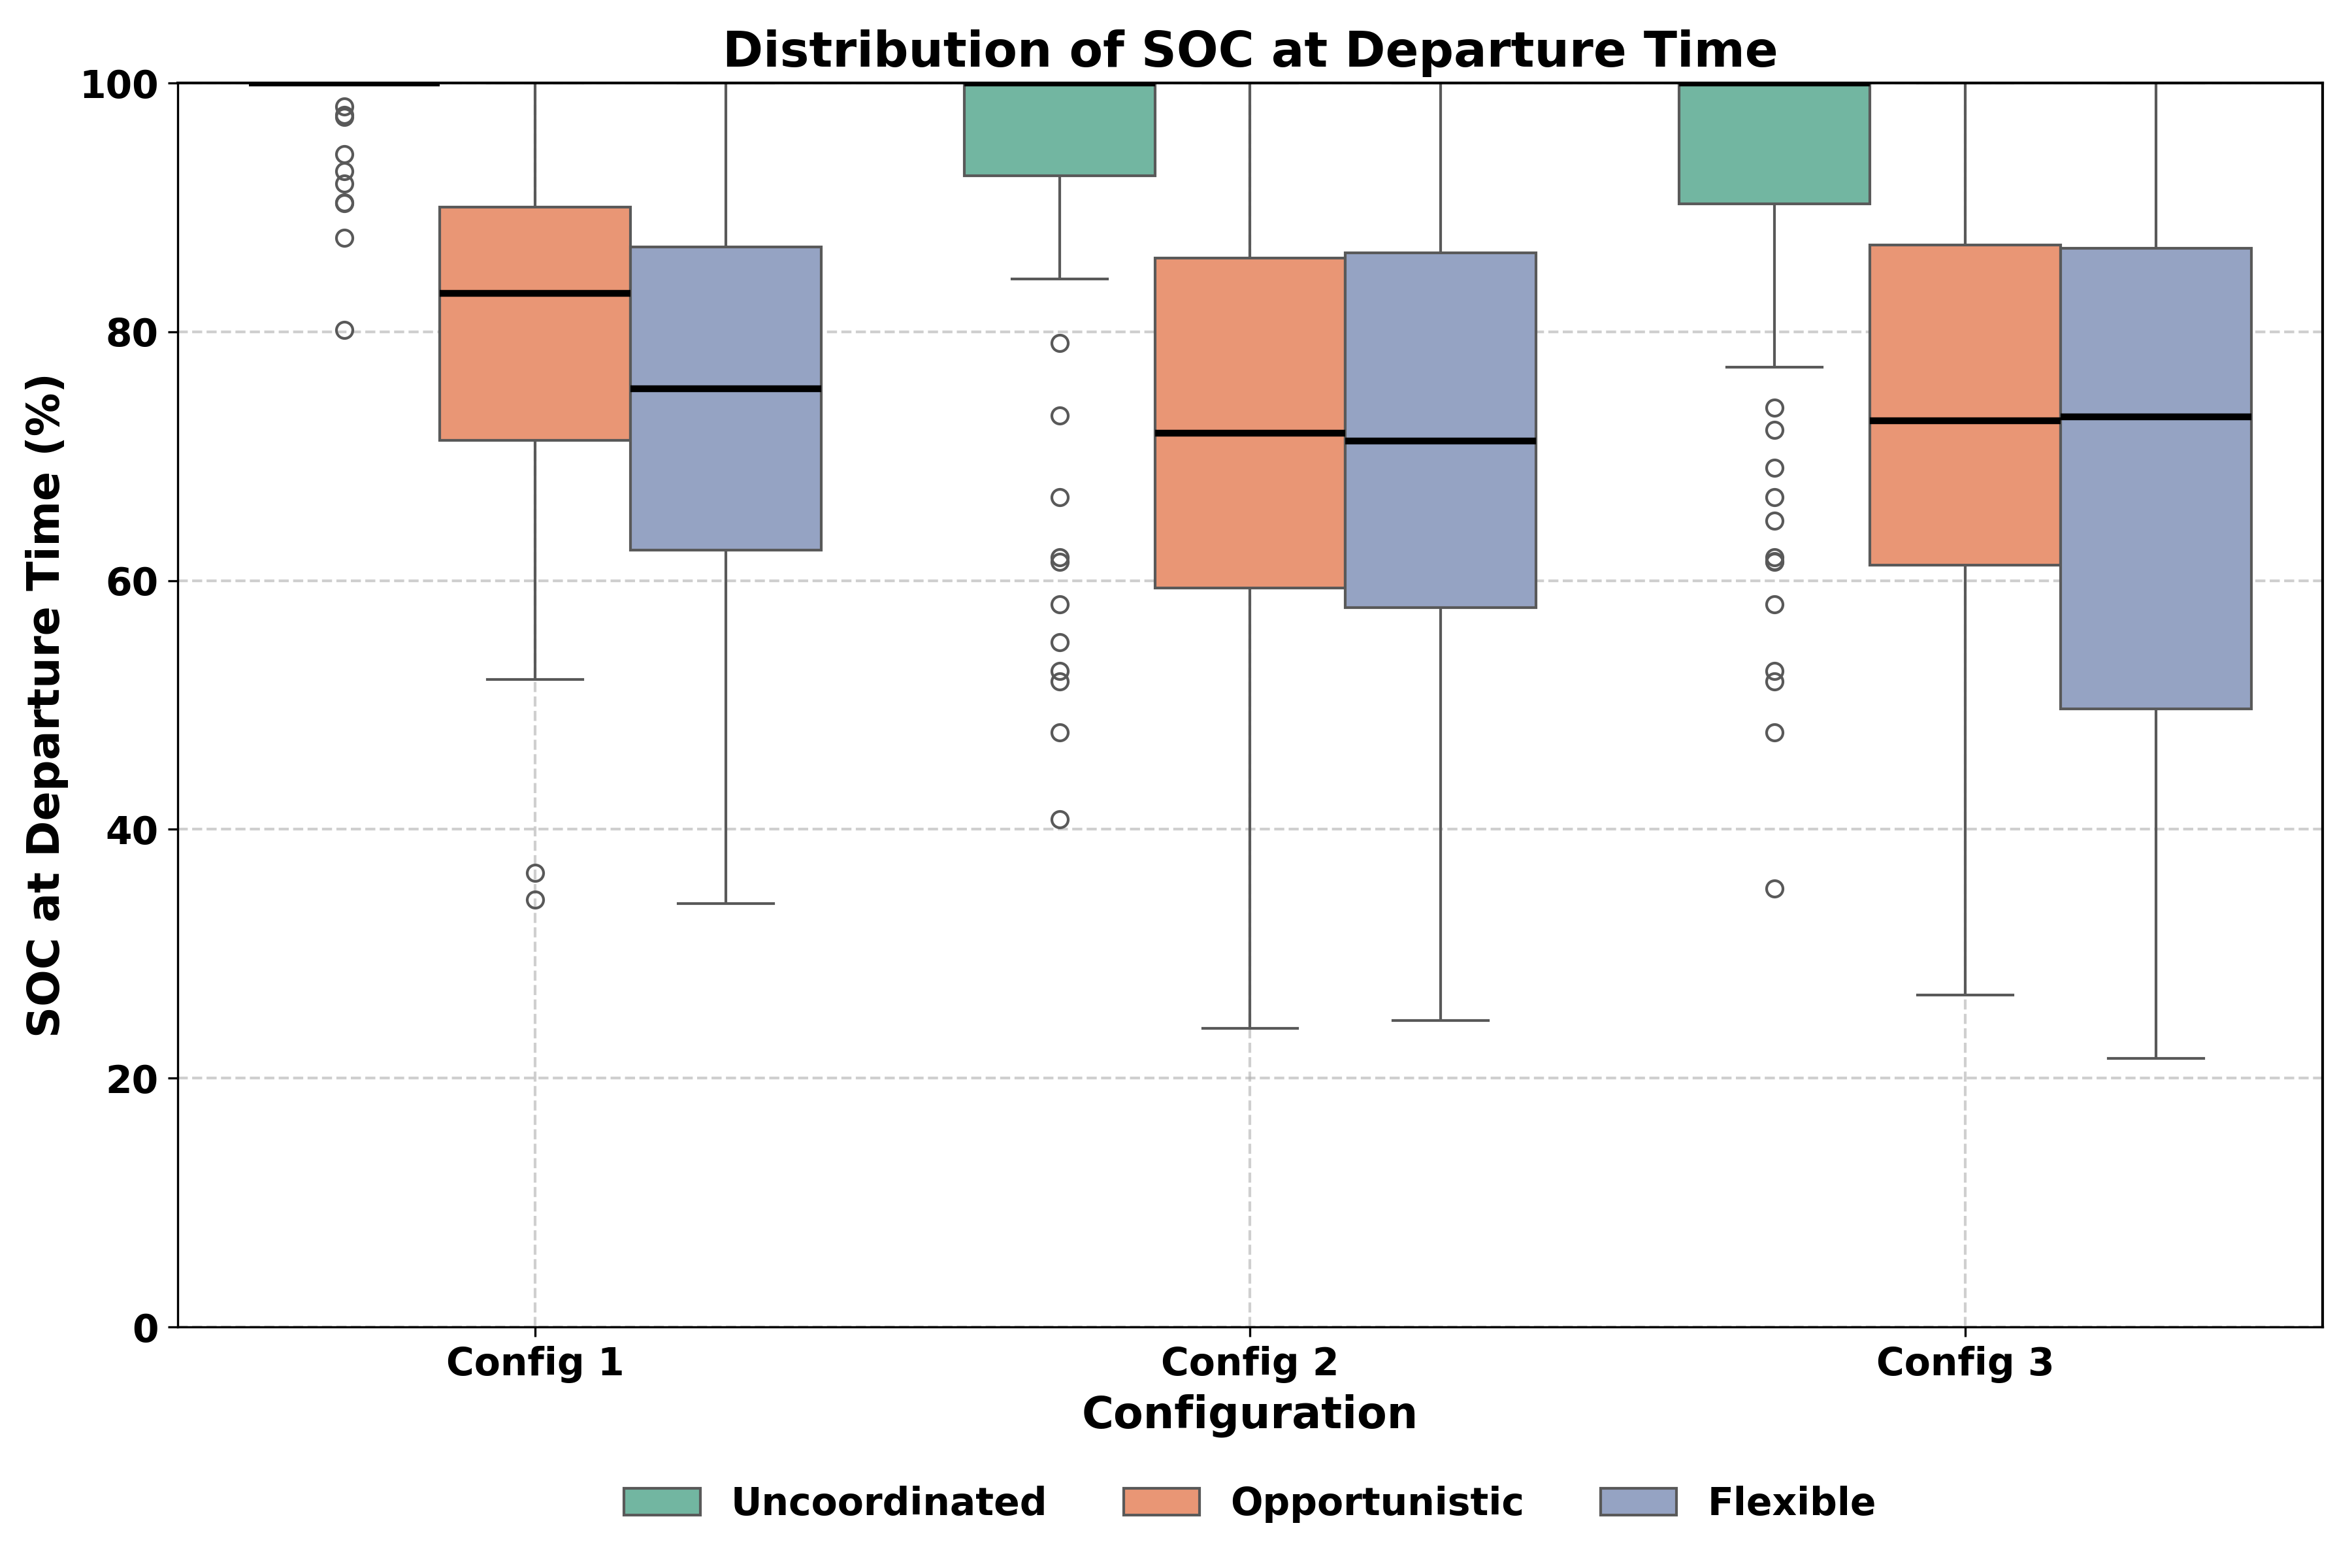 Distribution of SOC at Departure Time
SOC at Departure Time (%)
100
80
60
40
20
0
Config 1
Config 2
Config 3
Configuration
Uncoordinated
Opportunistic
Flexible